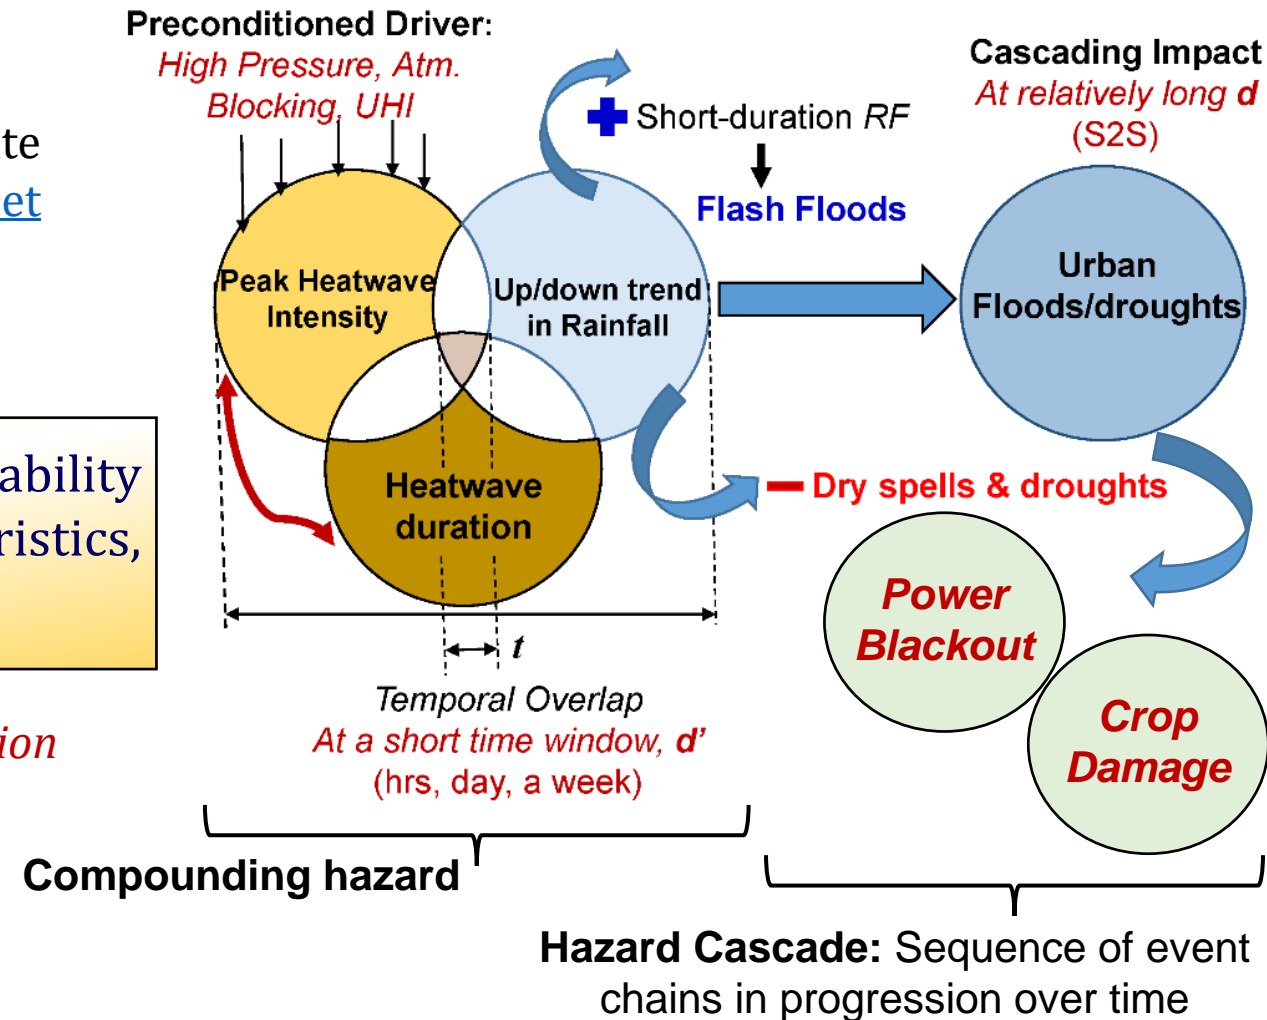 Preconditioned Driver:
High Pressure, Atm.
Blocking, UHI
te
et
ability
ristics,
ion
Peak Heatwave
Intensity
Up/down trend
in Rainfall
Heatwave
duration
+ Short-duration RF
Flash Floods
Cascading Impact
At relatively long d
(S2S)
Urban
Floods/droughts
− Dry spells & droughts
Power
Blackout
Crop
Damage
t
Temporal Overlap
At a short time window, d’
(hrs, day, a week)
Compounding hazard
Hazard Cascade: Sequence of event
chains in progression over time